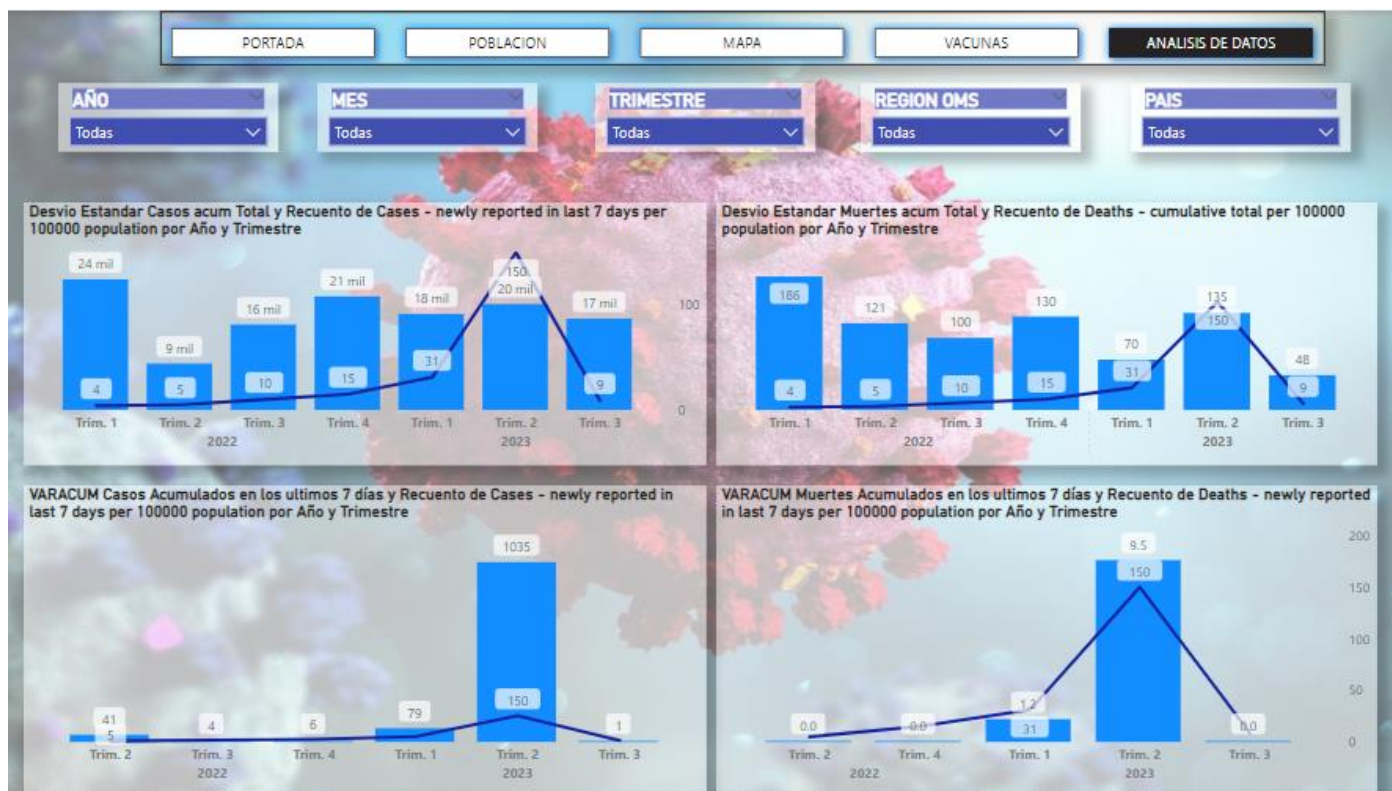 PORTADA POBLACION MAPA VACUNAS ANALISIS DE DATOS
AÑO MES TRIMESTRE REGION OMS PAIS
Todas Todas Todas Todas Todas
Desvio Estandar Casos acum Total y Recuento de Cases - newly reported in last 7 days per
100000 population por Año y Trimestre
24 mil
9 mil
16 mil
21 mil
18 mil
150
20 mil
17 mil
100
4 5 10 15 31 9
0
Trim. 1 Trim. 2 Trim. 3 Trim. 4 Trim. 1 Trim. 2 Trim. 3
2022 2023
Desvio Estandar Muertes acum Total y Recuento de Deaths - cumulative total per 100000
population por Año y Trimestre
186 121 100 130 70 135 48
4 5 10 15 31 150 9
Trim. 1 Trim. 2 Trim. 3 Trim. 4 Trim. 1 Trim. 2 Trim. 3
2022 2023
VARACUM Casos Acumulados en los ultimos 7 días y Recuento de Cases - newly reported in
last 7 days per 100000 population por Año y Trimestre
41 4 6 79 1035 1
5 150
Trim. 2 Trim. 3 Trim. 4 Trim. 1 Trim. 2 Trim. 3
2022 2023
VARACUM Muertes Acumulados en los ultimos 7 días y Recuento de Deaths - newly reported
in last 7 days per 100000 population por Año y Trimestre
200
9.5
150
150
100
50
0.0 0.0 1.2 0.0
31
0
Trim. 2 Trim. 4 Trim. 1 Trim. 2 Trim. 3
2022 2023